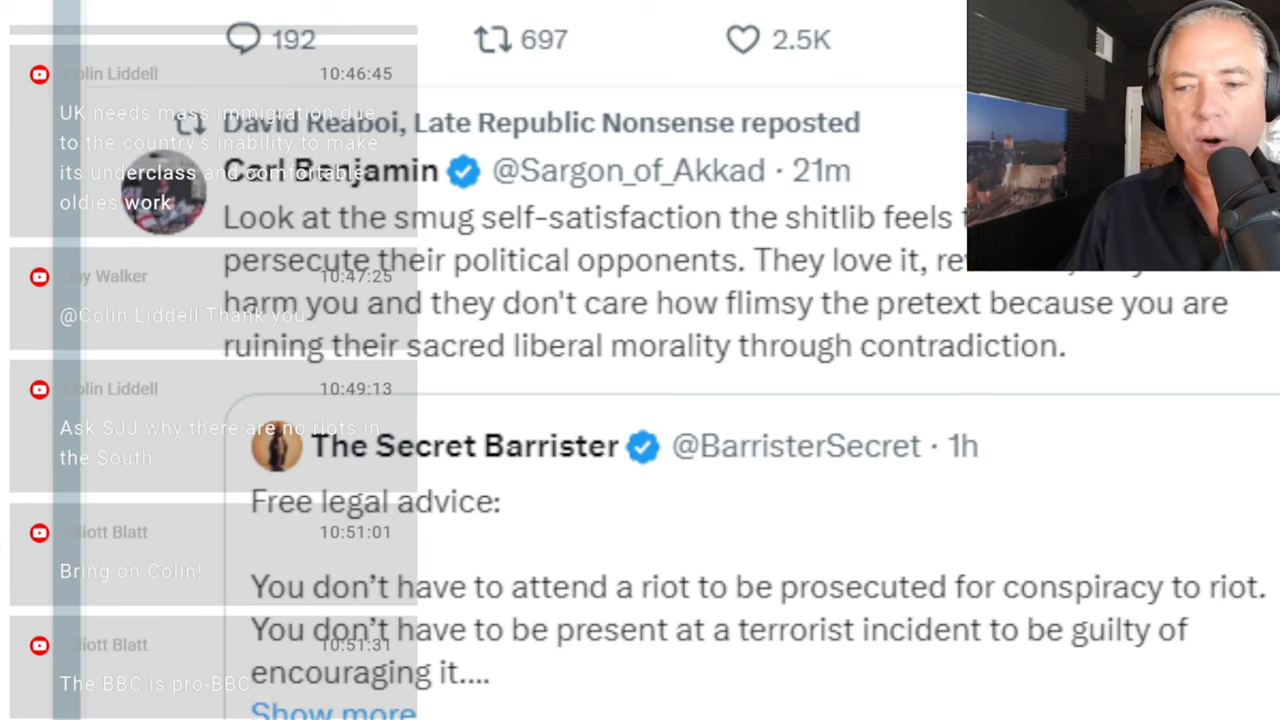 192 697 2.5K
David Reaboi, Late Republic Nonsense reposted
Carl Benjamin @Sargon_of_Akkad · 21m
Look at the smug self-satisfaction the shitlib feels
persecute their political opponents. They love it,
harm you and they don't care how flimsy the pretext because you are
ruining their sacred liberal morality through contradiction.
The Secret Barrister @BarristerSecret · 1h
Free legal advice:
You don't have to attend a riot to be prosecuted for conspiracy to riot.
You don't have to be present at a terrorist incident to be guilty of
encouraging it....
Show more
Colin Liddell 10:46:45
UK needs mass immigration due
to the country's inability to make
its underclass and comfortable
oldies work
Walker 10:47:25
@Colin Liddell Thank you
Colin Liddell 10:49:13
Ask SJJ why there are no riots in
the South
Elliott Blatt 10:51:01
Bring on Colin!
Elliott Blatt 10:51:31
The BBC is pro-BBC